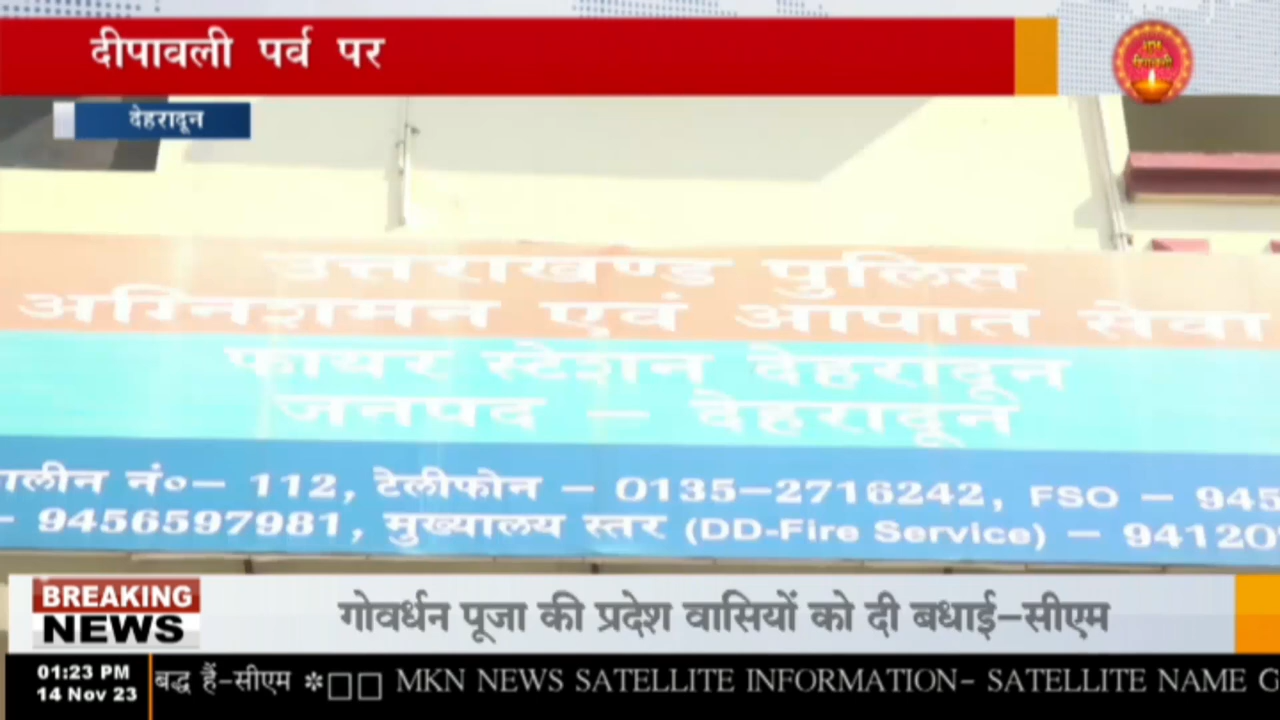 दीपावली पर्व पर
शुभ
दीपावली
देहरादून
उत्तराखण्ड पुलिस
अग्निशमन एवं आपात सेवा
फायर स्टेशन देहरादून
जनपद – देहरादून
ालीन नं०– 112, टेलीफोन – 0135–2716242, FSO – 945
– 9456597981, मुख्यालय स्तर (DD-Fire Service) – 94120
BREAKING
NEWS
गोवर्धन पूजा की प्रदेश वासियों को दी बधाई–सीएम
01:23 PM
14 Nov 23
बद्ध हैं–सीएम *□□ MKN NEWS SATELLITE INFORMATION– SATELLITE NAME G